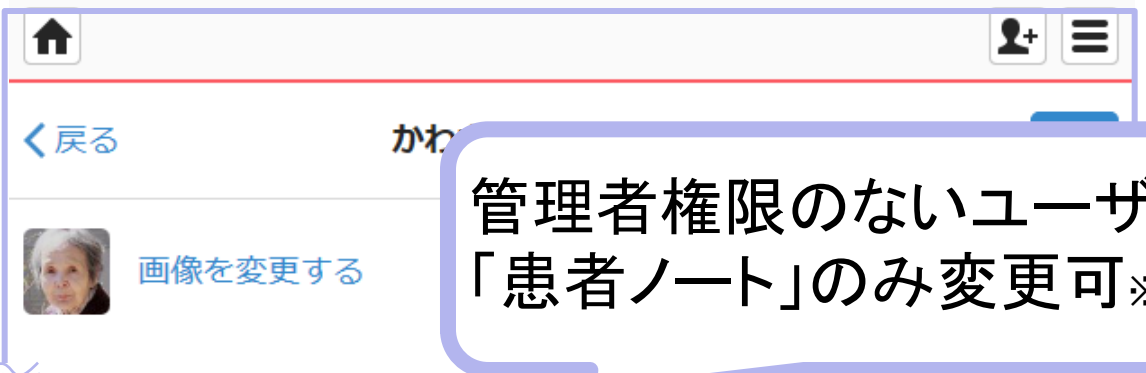 戻る
かわ
管理者権限のないユーザ
画像を変更する
「患者ノート」のみ変更可※